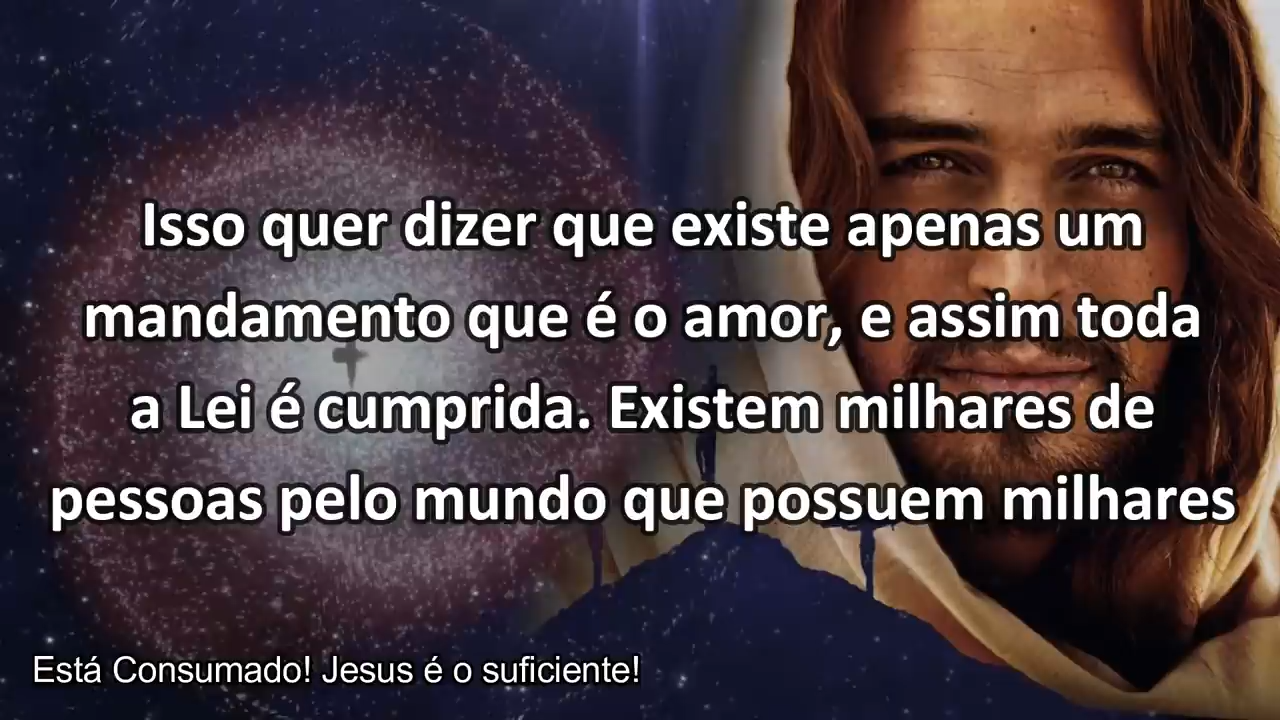 Isso quer dizer que existe apenas um
mandamento que é o amor, e assim toda
a Lei é cumprida. Existem milhares de
pessoas pelo mundo que possuem milhares
Está Consumado! Jesus é o suficiente!